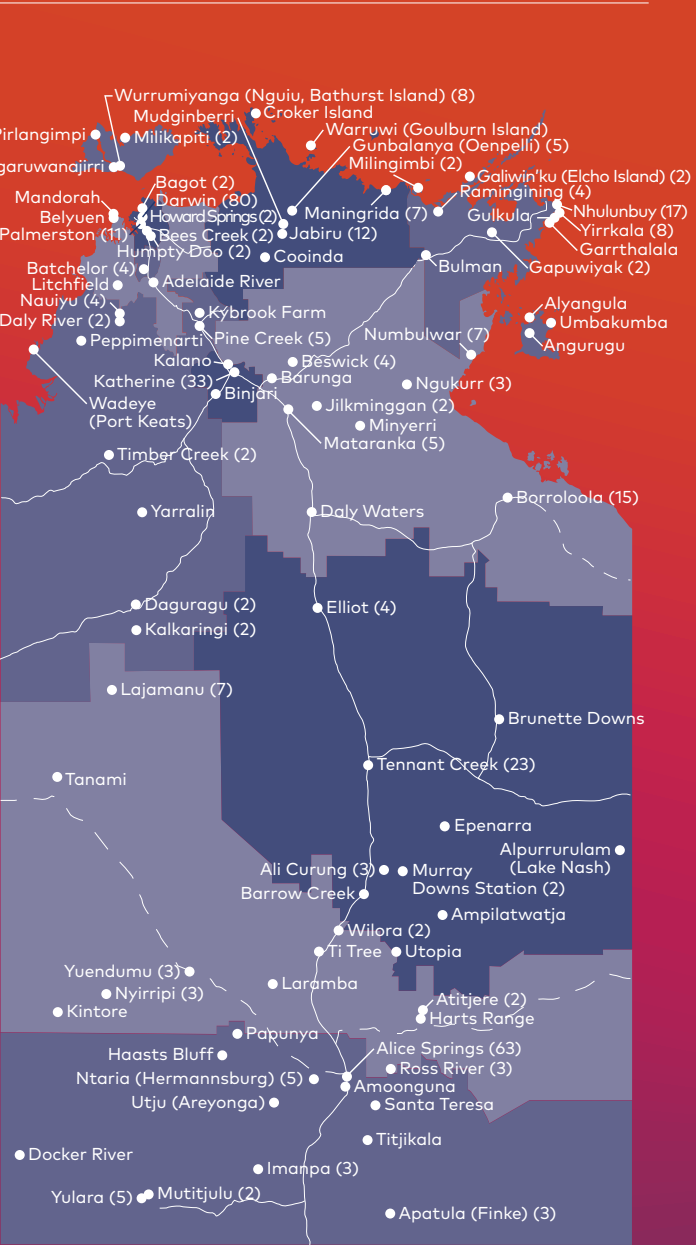 Wurrumiyanga (Nguiu, Bathurst Island) (8)
Mudginberri
Croker Island
Pirlangimpi
Milikapiti (2)
Warruwi (Goulburn Island)
Gunbalanya (Oenpelli) (5)
Milingimbi (2)
garuwanajirri
Galiwin'ku (Elcho Island) (2)
Bagot (2)
Ramingining (4)
Mandorah
Darwin (80)
Maningrida (7)
Gulkula
Nhulunbuy (17)
Belyuen
Howard Springs (2)
Yirrkala (8)
Palmerston (11)
Bees Creek (2)
Jabiru (12)
Garrthalala
Humpty Doo (2)
Cooinda
Bulman
Gapuwiyak (2)
Batchelor (4)
Adelaide River
Litchfield
Nauiyu (4)
Alyangula
Daly River (2)
Kybrook Farm
Umbakumba
Peppimenarti
Pine Creek (5)
Numbulwar (7)
Angurugu
Kalano
Beswick (4)
Katherine (33)
Barunga
Ngukurr (3)
Binjari
Wadeye
(Port Keats)
Jilkminggan (2)
Minyerri
Mataranka (5)
Timber Creek (2)
Borroloola (15)
Yarralin
Daly Waters
Daguragu (2)
Elliot (4)
Kalkaringi (2)
Lajamanu (7)
Brunette Downs
Tennant Creek (23)
Tanami
Epenarra
Alpurrurulam
(Lake Nash)
Ali Curung (3)
Murray
Downs Station (2)
Barrow Creek
Ampilatwatja
Wilora (2)
Ti Tree
Utopia
Yuendumu (3)
Laramba
Nyirripi (3)
Atitjere (2)
Kintore
Harts Range
Papunya
Alice Springs (63)
Haasts Bluff
Ross River (3)
Ntaria (Hermannsburg) (5)
Amoonguna
Utju (Areyonga)
Santa Teresa
Titjikala
Docker River
Imanpa (3)
Yulara (5)
Mutitjulu (2)
Apatula (Finke) (3)